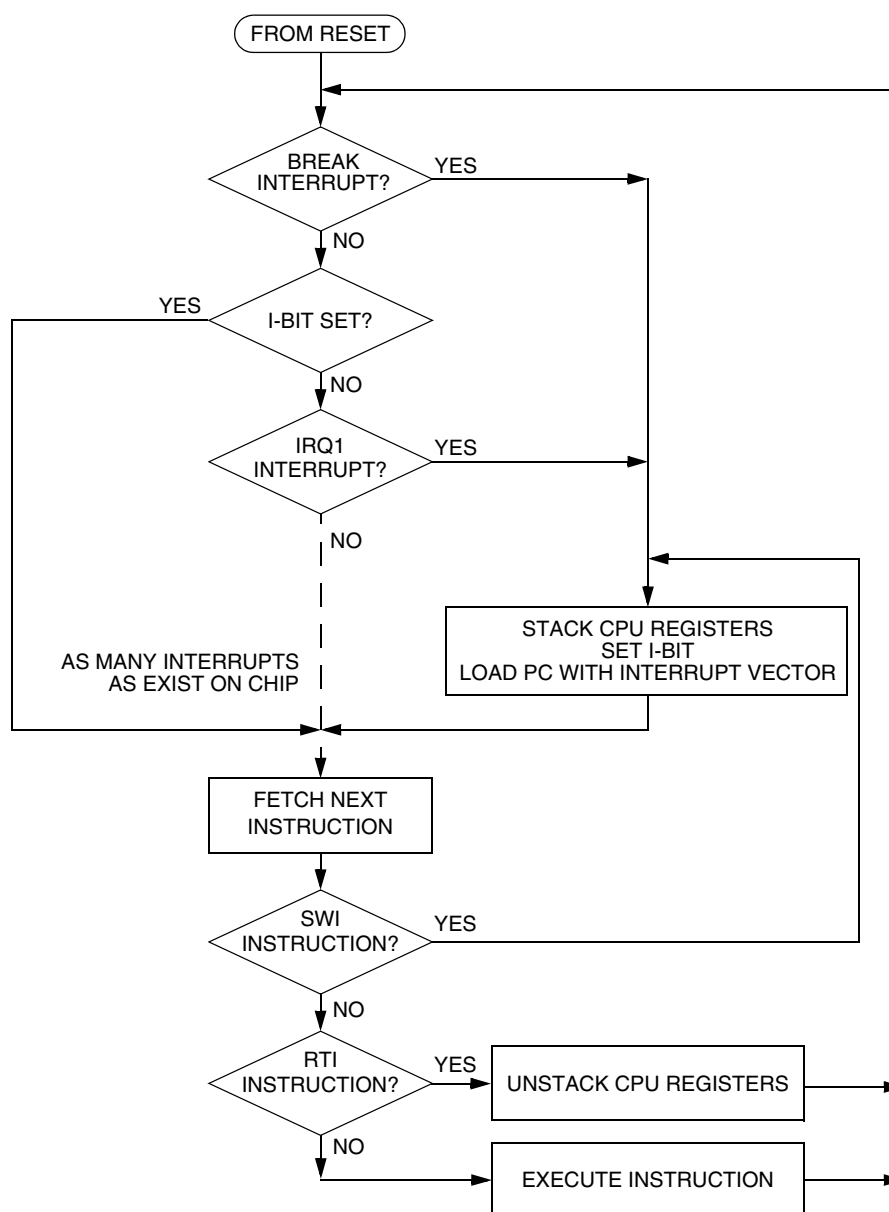 FROM RESET
BREAK
INTERRUPT?
YES
NO
YES
I-BIT SET?
NO
IRQ1
INTERRUPT?
YES
NO
STACK CPU REGISTERS
SET I-BIT
LOAD PC WITH INTERRUPT VECTOR
AS MANY INTERRUPTS
AS EXIST ON CHIP
FETCH NEXT
INSTRUCTION
SWI
INSTRUCTION?
YES
NO
RTI
INSTRUCTION?
YES
UNSTACK CPU REGISTERS
NO
EXECUTE INSTRUCTION